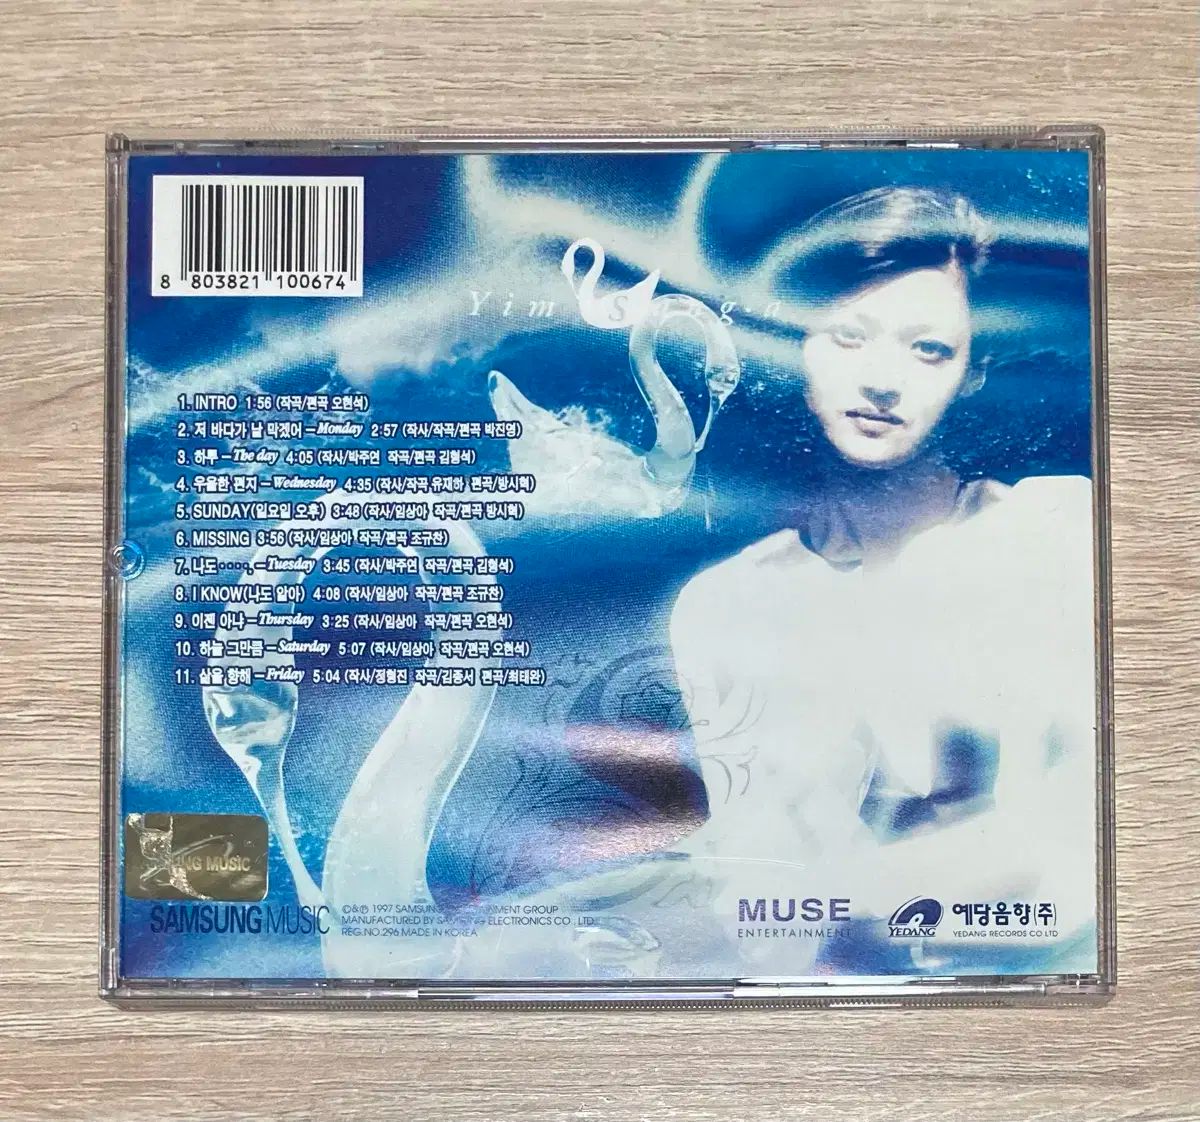 8 803821 100674
Yim Sang-a
1. INTRO 1:56 (작곡/편곡 오현석)
2. 저 바다가 날 막겠어 – Monday 2:57 (작사/작곡/편곡 박진영)
3. 하루 – The day 4:05 (작사/박주연 작곡/편곡 김형석)
4. 우울한 편지 – Wednesday 4:35 (작사/작곡 유재하 편곡/방시혁)
5. SUNDAY(일요일 오후) 3:48 (작사/임상아 작곡/편곡 방시혁)
6. MISSING 3:56 (작사/임상아 작곡/편곡 조규찬)
7. 나도·····, – Tuesday 3:45 (작사/박주연 작곡/편곡 김형석)
8. I KNOW(나도 알아) 4:08 (작사/임상아 작곡/편곡 조규찬)
9. 이젠 아냐 – Thursday 3:25 (작사/임상아 작곡/편곡 오현석)
10. 하늘 그만큼 – Saturday 5:07 (작사/임상아 작곡/편곡 오현석)
11. 삶을 향해 – Friday 5:04 (작사/정형진 작곡/김종서 편곡/최태완)
UNG MUSIC
SAMSUNG MUSIC
©&℗ 1997 SAMSUNG ENTERTAINMENT GROUP
MANUFACTURED BY SAMSUNG ELECTRONICS CO. LTD.
REG.NO.296 MADE IN KOREA
MUSE
ENTERTAINMENT
YEDANG
예당음향(주)
YEDANG RECORDS CO LTD